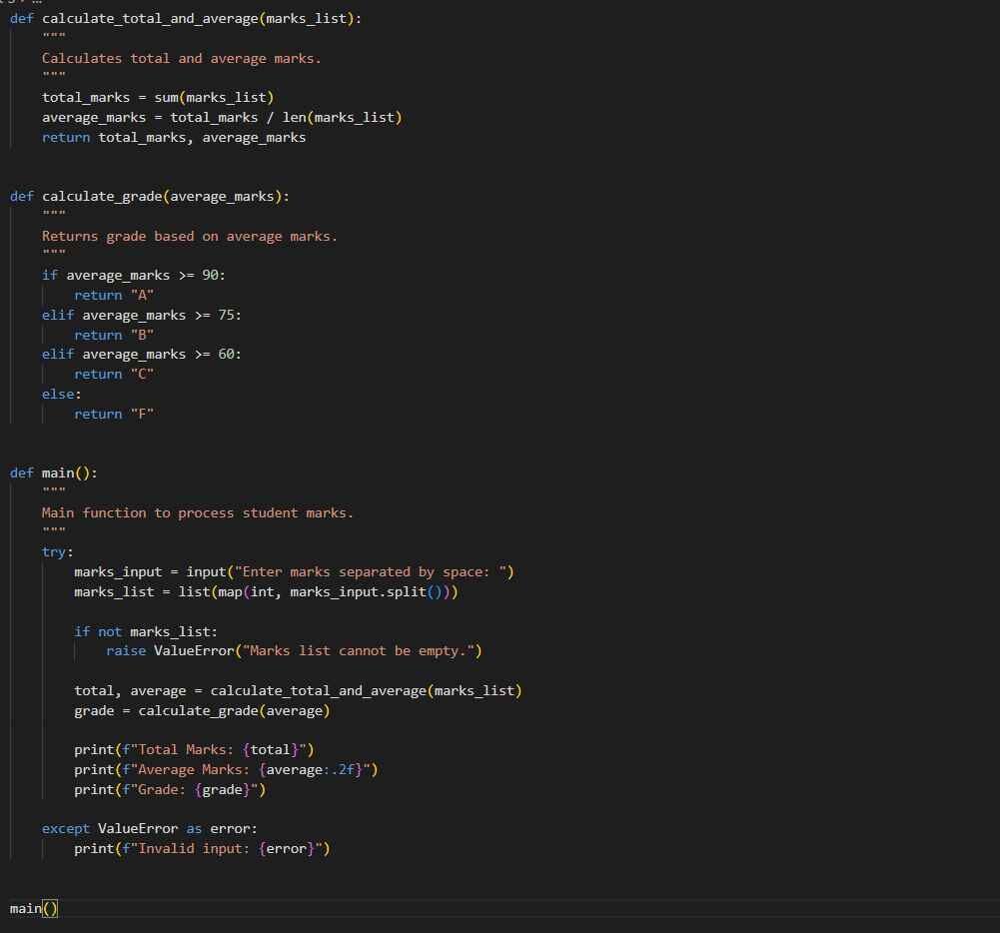 def calculate_total_and_average(marks_list):
    """
    Calculates total and average marks.
    """
    total_marks = sum(marks_list)
    average_marks = total_marks / len(marks_list)
    return total_marks, average_marks

def calculate_grade(average_marks):
    """
    Returns grade based on average marks.
    """
    if average_marks >= 90:
        return "A"
    elif average_marks >= 75:
        return "B"
    elif average_marks >= 60:
        return "C"
    else:
        return "F"

def main():
    """
    Main function to process student marks.
    """
    try:
        marks_input = input("Enter marks separated by space: ")
        marks_list = list(map(int, marks_input.split()))

        if not marks_list:
            raise ValueError("Marks list cannot be empty.")

        total, average = calculate_total_and_average(marks_list)
        grade = calculate_grade(average)

        print(f"Total Marks: {total}")
        print(f"Average Marks: {average:.2f}")
        print(f"Grade: {grade}")

    except ValueError as error:
        print(f"Invalid input: {error}")

main()